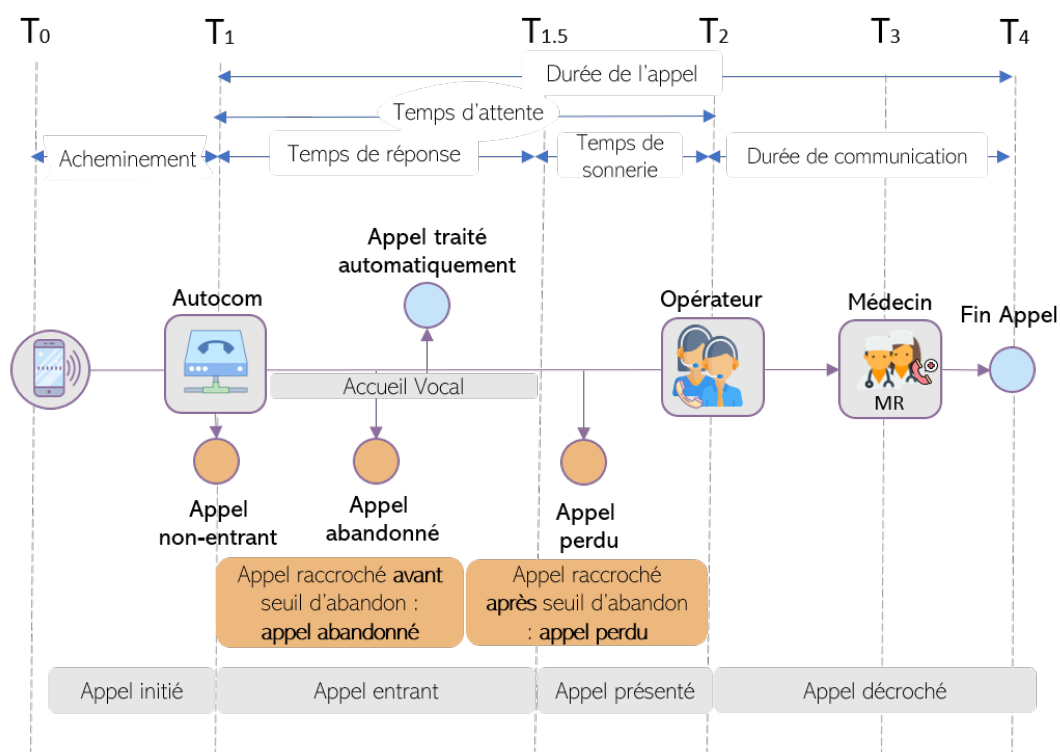 T0 T1 T1.5 T2 T3 T4
Durée de l'appel
Temps d'attente
Acheminement
Temps de réponse
Temps de
sonnerie
Durée de communication
Appel traité
automatiquement
Autocom
Opérateur
Médecin
Fin Appel
Accueil Vocal
MR
Appel
non-entrant
Appel
abandonné
Appel
perdu
Appel raccroché avant
seuil d'abandon :
appel abandonné
Appel raccroché
après seuil d'abandon
: appel perdu
Appel initié
Appel entrant
Appel présenté
Appel décroché